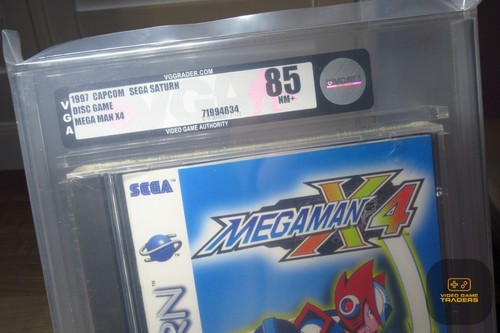 VGGRADER.COM
1997 CAPCOM SEGA SATURN
DISC GAME
MEGA MAN X4
85
NM+
71994634
VGA
VIDEO GAME AUTHORITY
SEGA
MEGAMAN X4
VIDEO GAME
TRADERS